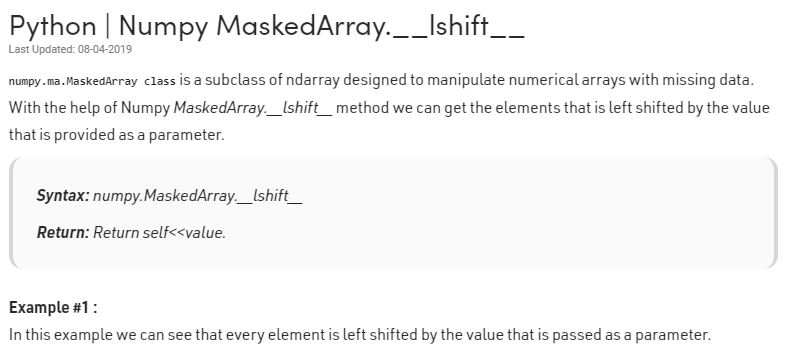 Python | Numpy MaskedArray.__lshift__
Last Updated: 08-04-2019
numpy.ma.MaskedArray class is a subclass of ndarray designed to manipulate numerical arrays with missing data.
With the help of Numpy MaskedArray.__lshift__ method we can get the elements that is left shifted by the value
that is provided as a parameter.
Syntax: numpy.MaskedArray.__lshift__
Return: Return self<<value.
Example #1 :
In this example we can see that every element is left shifted by the value that is passed as a parameter.